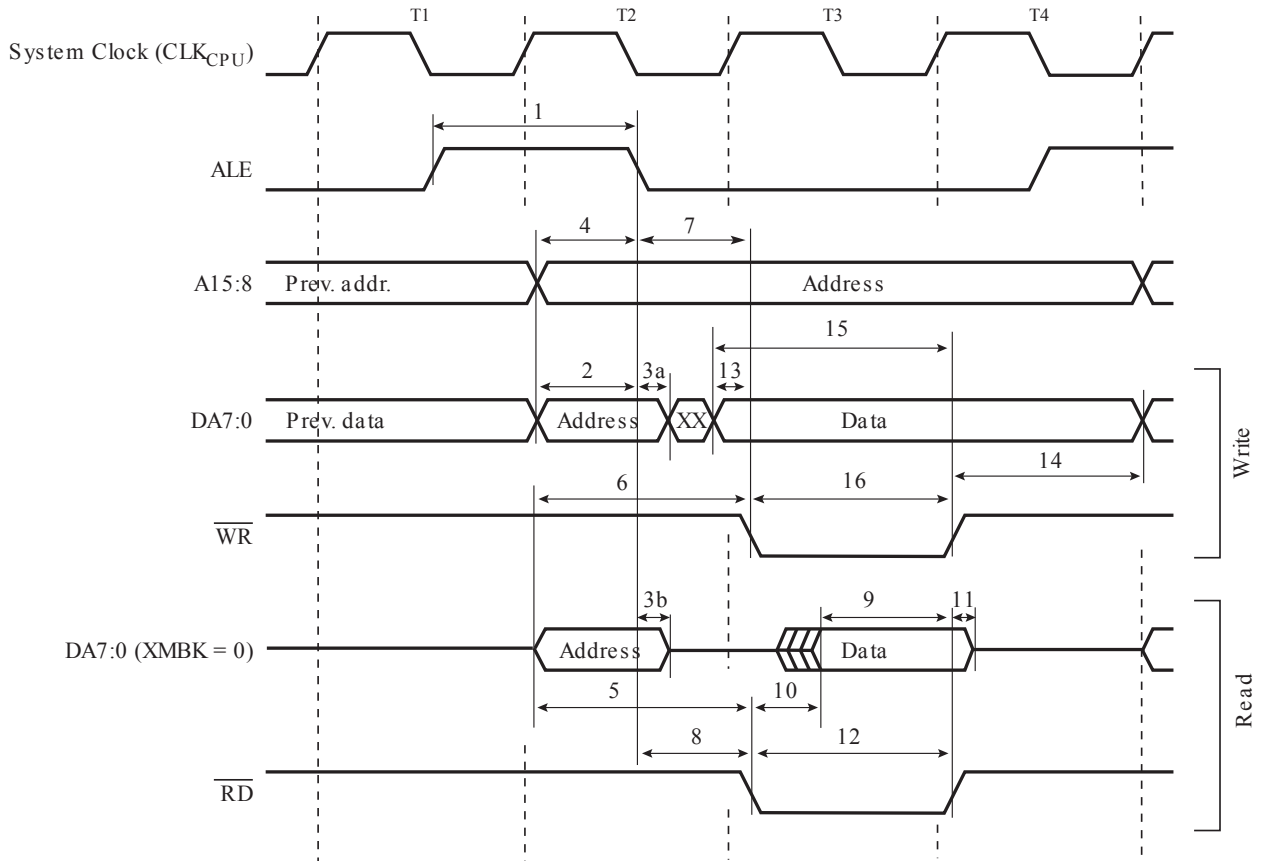 T1 T2 T3 T4
System Clock (CLKCPU)
1
ALE
4 7
A15:8 Prev. addr. Address
15
2 3a 13
DA7:0 Prev. data Address XX Data
14
6 16
WR
Write
3b 9 11
DA7:0 (XMBK = 0) Address Data
5 10
8 12
RD
Read